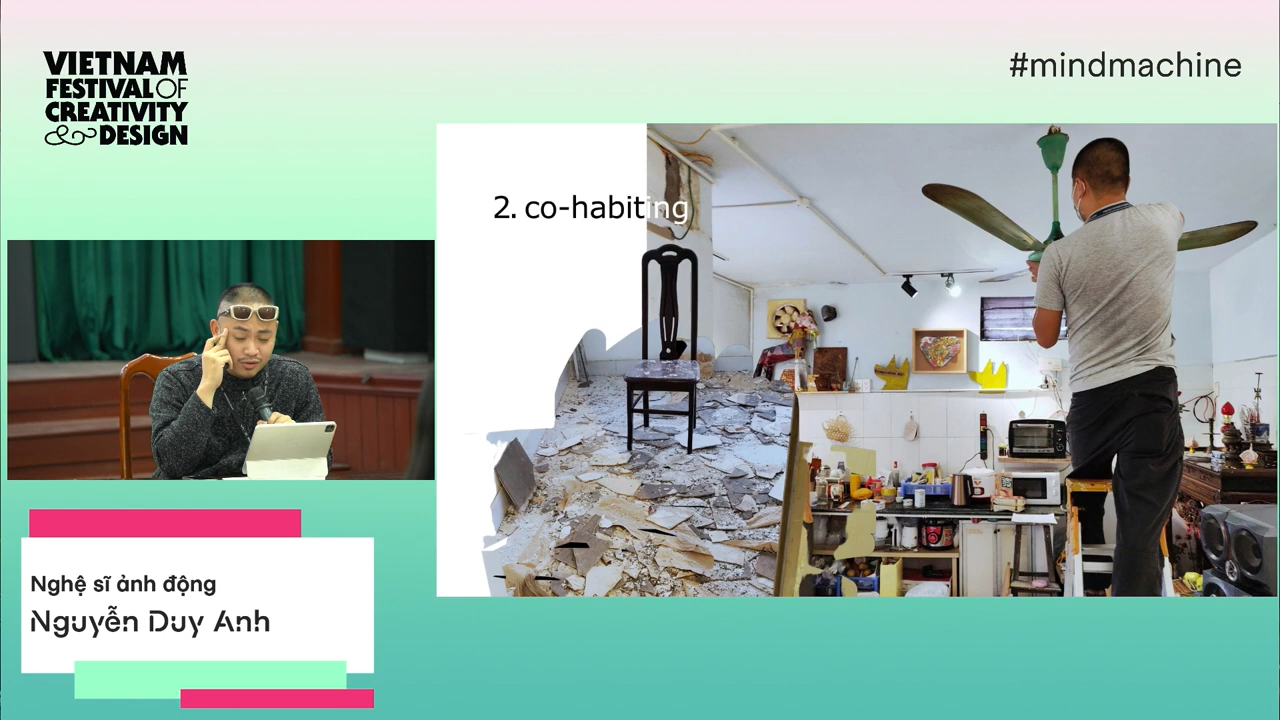 VIETNAM
FESTIVAL OF
CREATIVITY
& DESIGN
#mindmachine
2. co-habiting
Nghệ sĩ ảnh động
Nguyễn Duy Anh